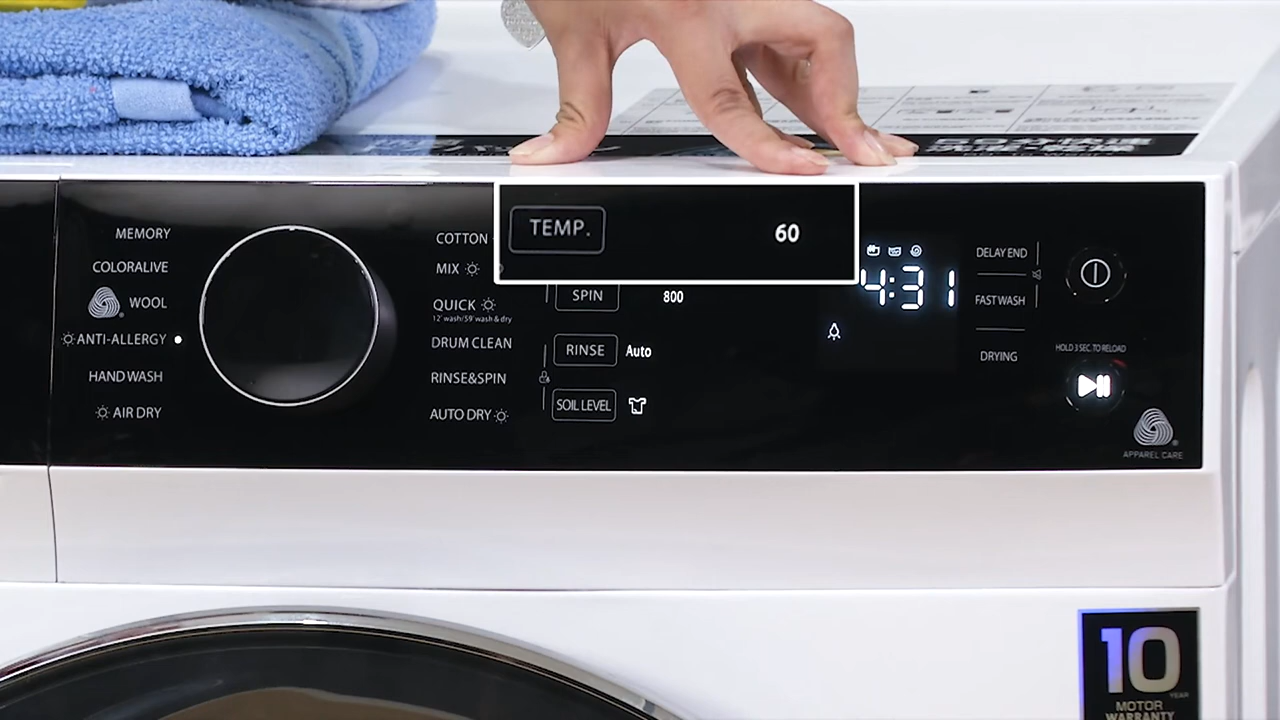 MEMORY
COLORALIVE
WOOL
ANTI-ALLERGY
HAND WASH
AIR DRY
COTTON
MIX
QUICK
12' wash/59' wash & dry
DRUM CLEAN
RINSE&SPIN
AUTO DRY
TEMP. 60
SPIN 800
RINSE Auto
SOIL LEVEL
4:31
DELAY END
FAST WASH
DRYING
HOLD 3 SEC. TO RELOAD
APPAREL CARE
10
YEAR
MOTOR
WARRANTY